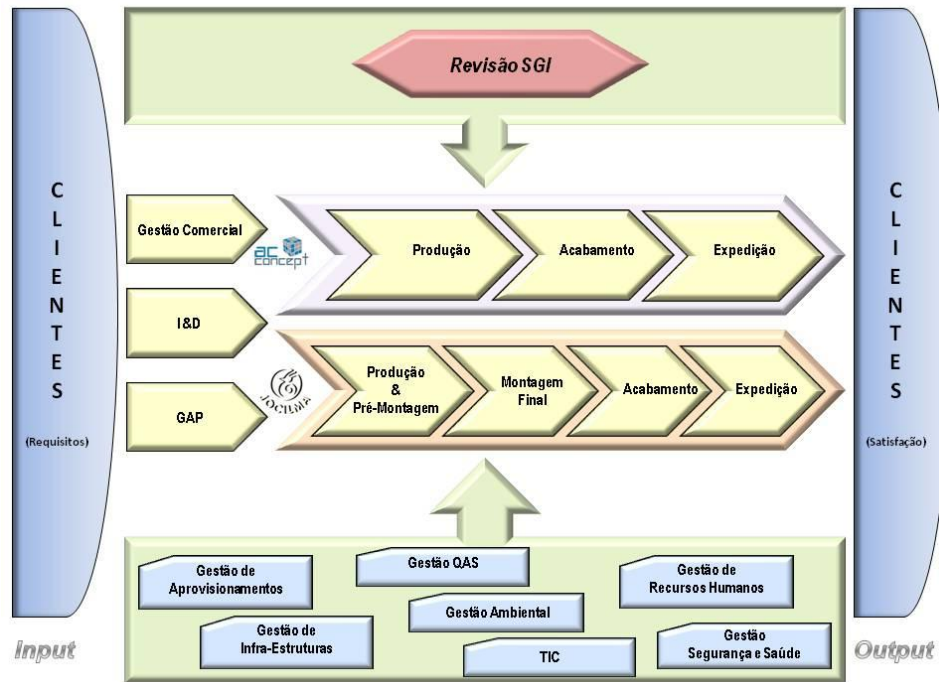 Revisão SGI
CLIENTES
(Requisitos)
Input
Gestão Comercial
I&D
GAP
ac
concept
Produção
Acabamento
Expedição
JOCILMA
Produção
&
Pré-Montagem
Montagem
Final
Acabamento
Expedição
CLIENTES
(Satisfação)
Output
Gestão de
Aprovisionamentos
Gestão QAS
Gestão de
Recursos Humanos
Gestão Ambiental
Gestão de
Infra-Estruturas
TIC
Gestão
Segurança e Saúde